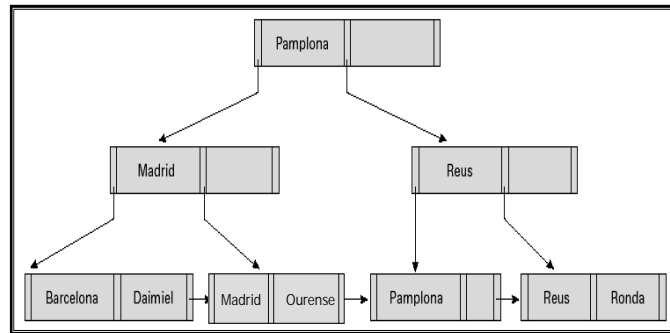 Pamplona
Madrid
Reus
Barcelona Daimiel Madrid Ourense Pamplona Reus Ronda